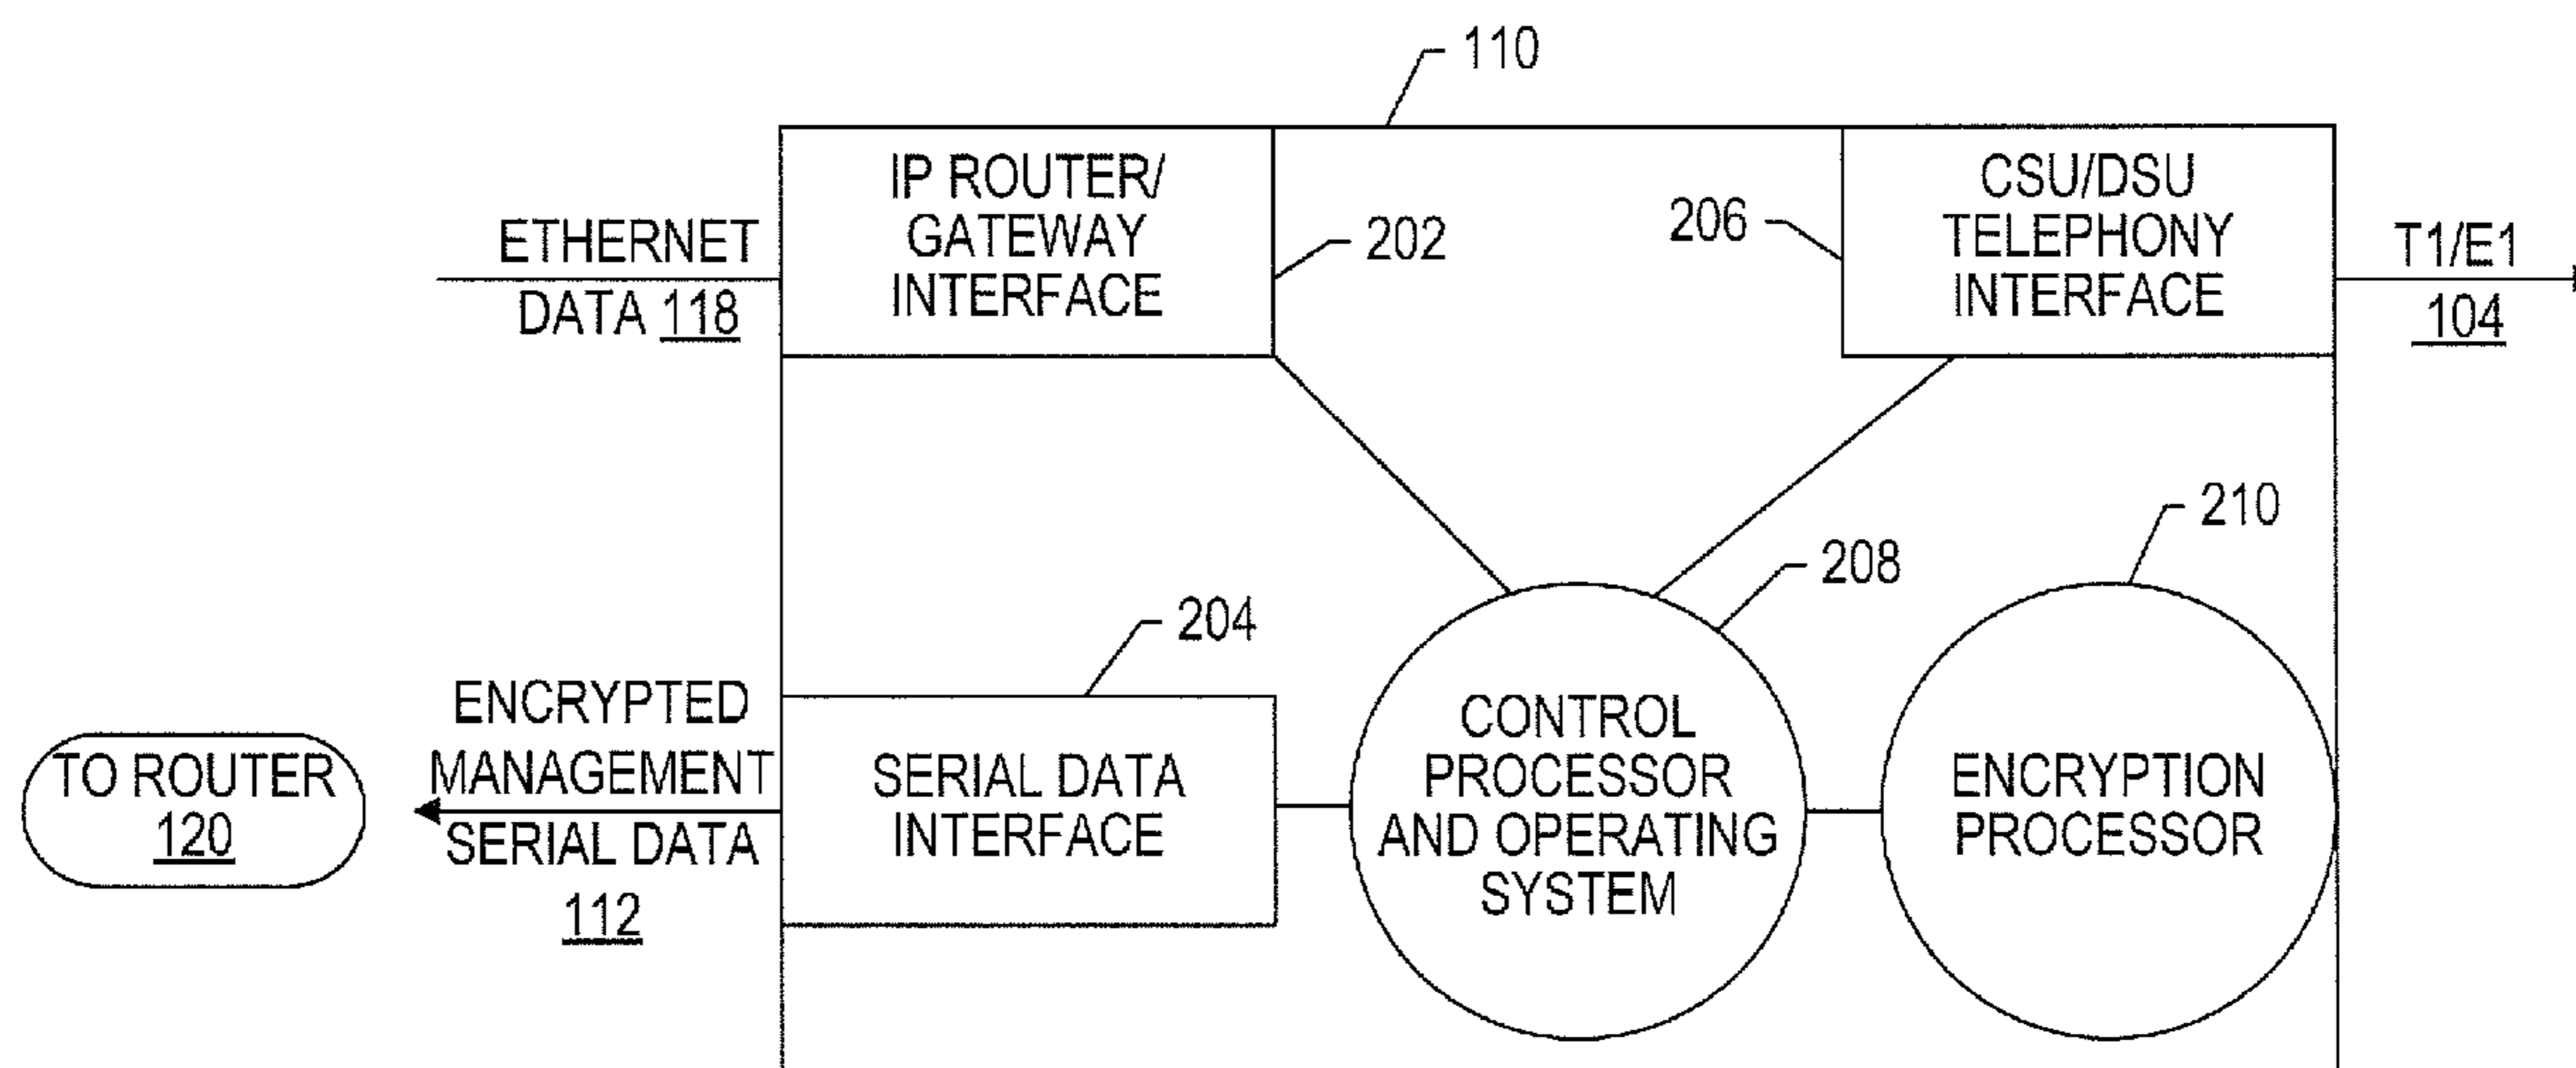 110
IP ROUTER/
GATEWAY
INTERFACE
CSU/DSU
TELEPHONY
INTERFACE
206
202
ETHERNET
DATA 118
T1/E1
104
210
208
204
ENCRYPTED
MANAGEMENT
SERIAL DATA
112
TO ROUTER
120
SERIAL DATA
INTERFACE
CONTROL
PROCESSOR
AND OPERATING
SYSTEM
ENCRYPTION
PROCESSOR